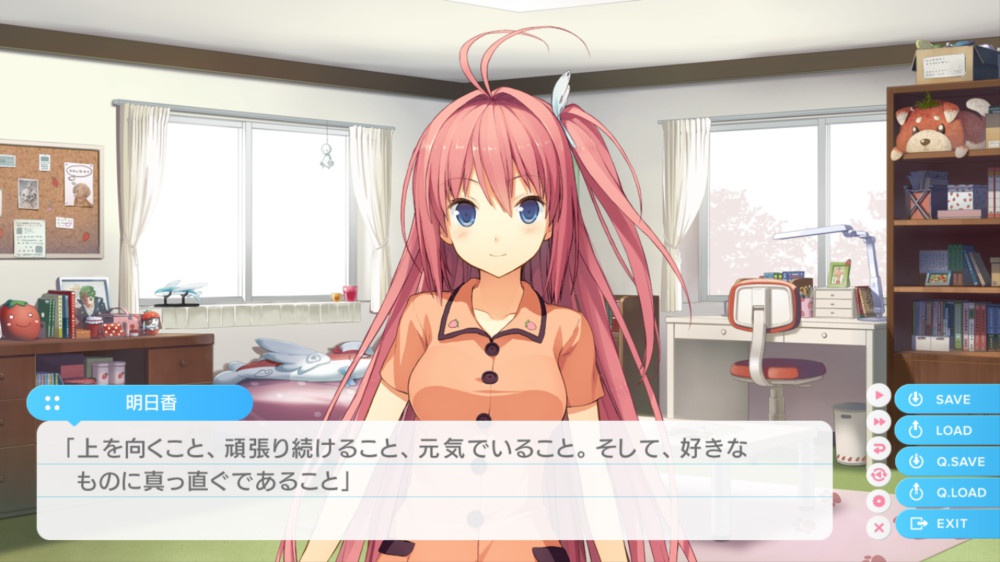 明日香
「上を向くこと、頑張り続けること、元気でいること。そして、好きな
ものに真っ直ぐであること」
SAVE
LOAD
Q.SAVE
Q.LOAD
EXIT